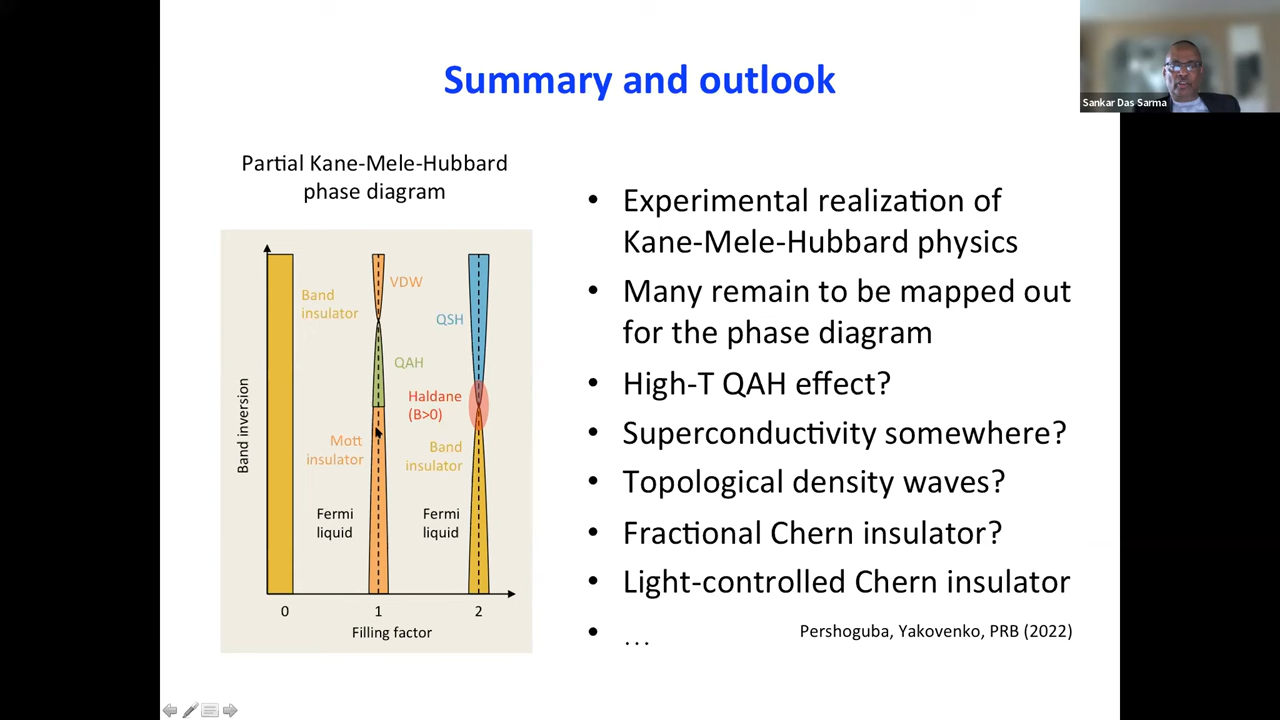 Summary and outlook
Sankar Das Sarma
Partial Kane-Mele-Hubbard
phase diagram
Band inversion
Band
insulator
VDW
QSH
QAH
Haldane
(B>0)
Mott
insulator
Band
insulator
Fermi
liquid
Fermi
liquid
0
1
2
Filling factor
• Experimental realization of
Kane-Mele-Hubbard physics
• Many remain to be mapped out
for the phase diagram
• High-T QAH effect?
• Superconductivity somewhere?
• Topological density waves?
• Fractional Chern insulator?
• Light-controlled Chern insulator
• …
Pershoguba, Yakovenko, PRB (2022)